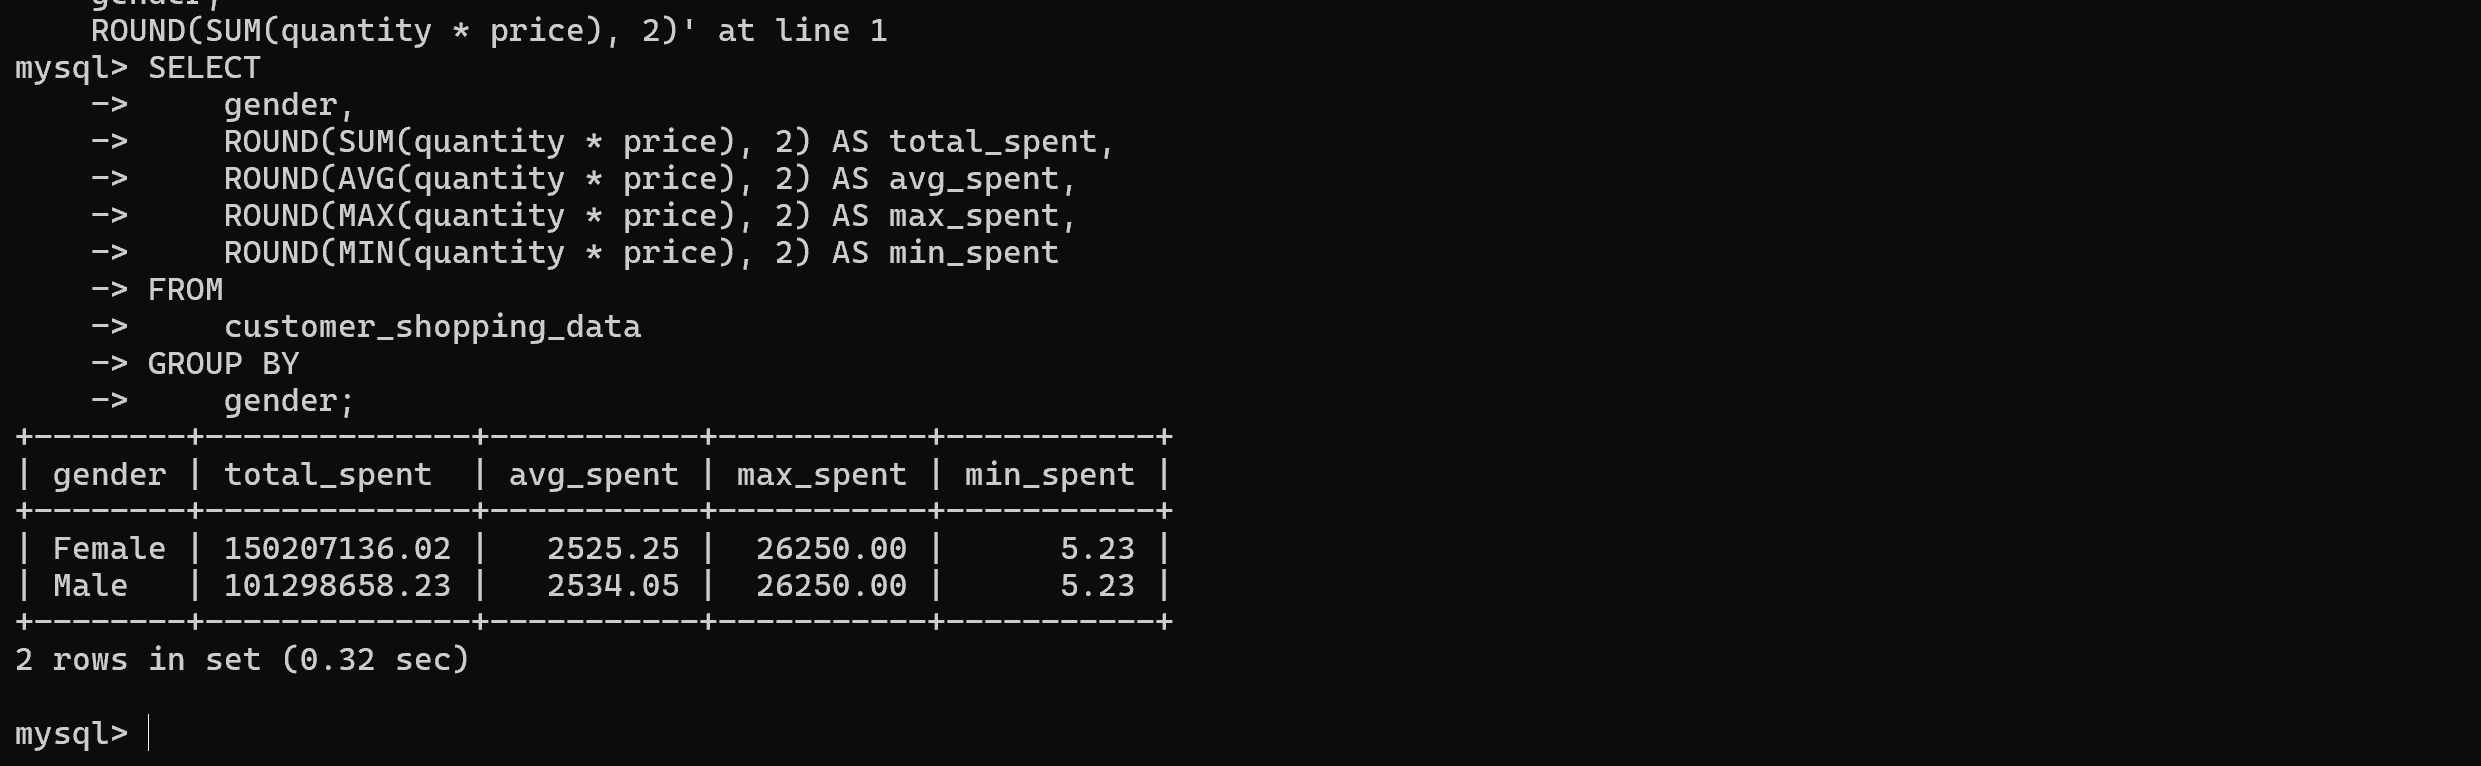 gender,
    ROUND(SUM(quantity * price), 2)' at line 1
mysql> SELECT
    ->     gender,
    ->     ROUND(SUM(quantity * price), 2) AS total_spent,
    ->     ROUND(AVG(quantity * price), 2) AS avg_spent,
    ->     ROUND(MAX(quantity * price), 2) AS max_spent,
    ->     ROUND(MIN(quantity * price), 2) AS min_spent
    -> FROM
    ->     customer_shopping_data
    -> GROUP BY
    ->     gender;
+--------+--------------+-----------+-----------+-----------+
| gender | total_spent  | avg_spent | max_spent | min_spent |
+--------+--------------+-----------+-----------+-----------+
| Female | 150207136.02 |   2525.25 |  26250.00 |      5.23 |
| Male   | 101298658.23 |   2534.05 |  26250.00 |      5.23 |
+--------+--------------+-----------+-----------+-----------+
2 rows in set (0.32 sec)
mysql>